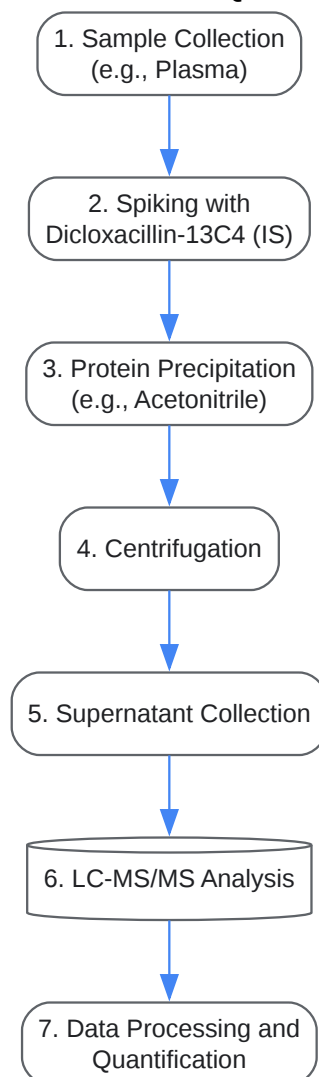 1. Sample Collection
(e.g., Plasma)
2. Spiking with
Dicloxacillin-13C4 (IS)
3. Protein Precipitation
(e.g., Acetonitrile)
4. Centrifugation
5. Supernatant Collection
6. LC-MS/MS Analysis
7. Data Processing and
Quantification